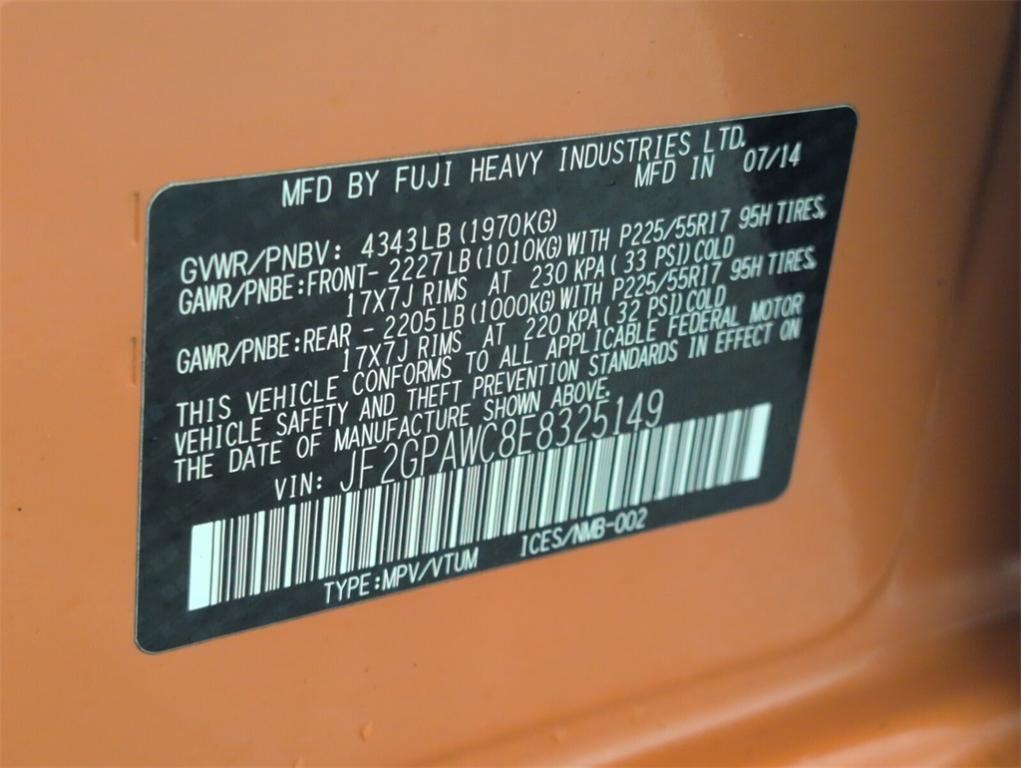 MFD BY FUJI HEAVY INDUSTRIES LTD.
MFD IN 07/14
GVWR/PNBV: 4343LB (1970KG)
GAWR/PNBE:FRONT- 2227LB (1010KG) WITH P225/55R17 95H TIRES,
17X7J RIMS AT 230 KPA (33 PSI) COLD
GAWR/PNBE:REAR - 2205LB (1000KG) WITH P225/55R17 95H TIRES,
17X7J RIMS AT 220 KPA (32 PSI) COLD
THIS VEHICLE CONFORMS TO ALL APPLICABLE FEDERAL MOTOR
VEHICLE SAFETY AND THEFT PREVENTION STANDARDS IN EFFECT ON
THE DATE OF MANUFACTURE SHOWN ABOVE.
VIN: JF2GPAWC8E8325149
TYPE:MPV/VTUM ICES/NMB-002